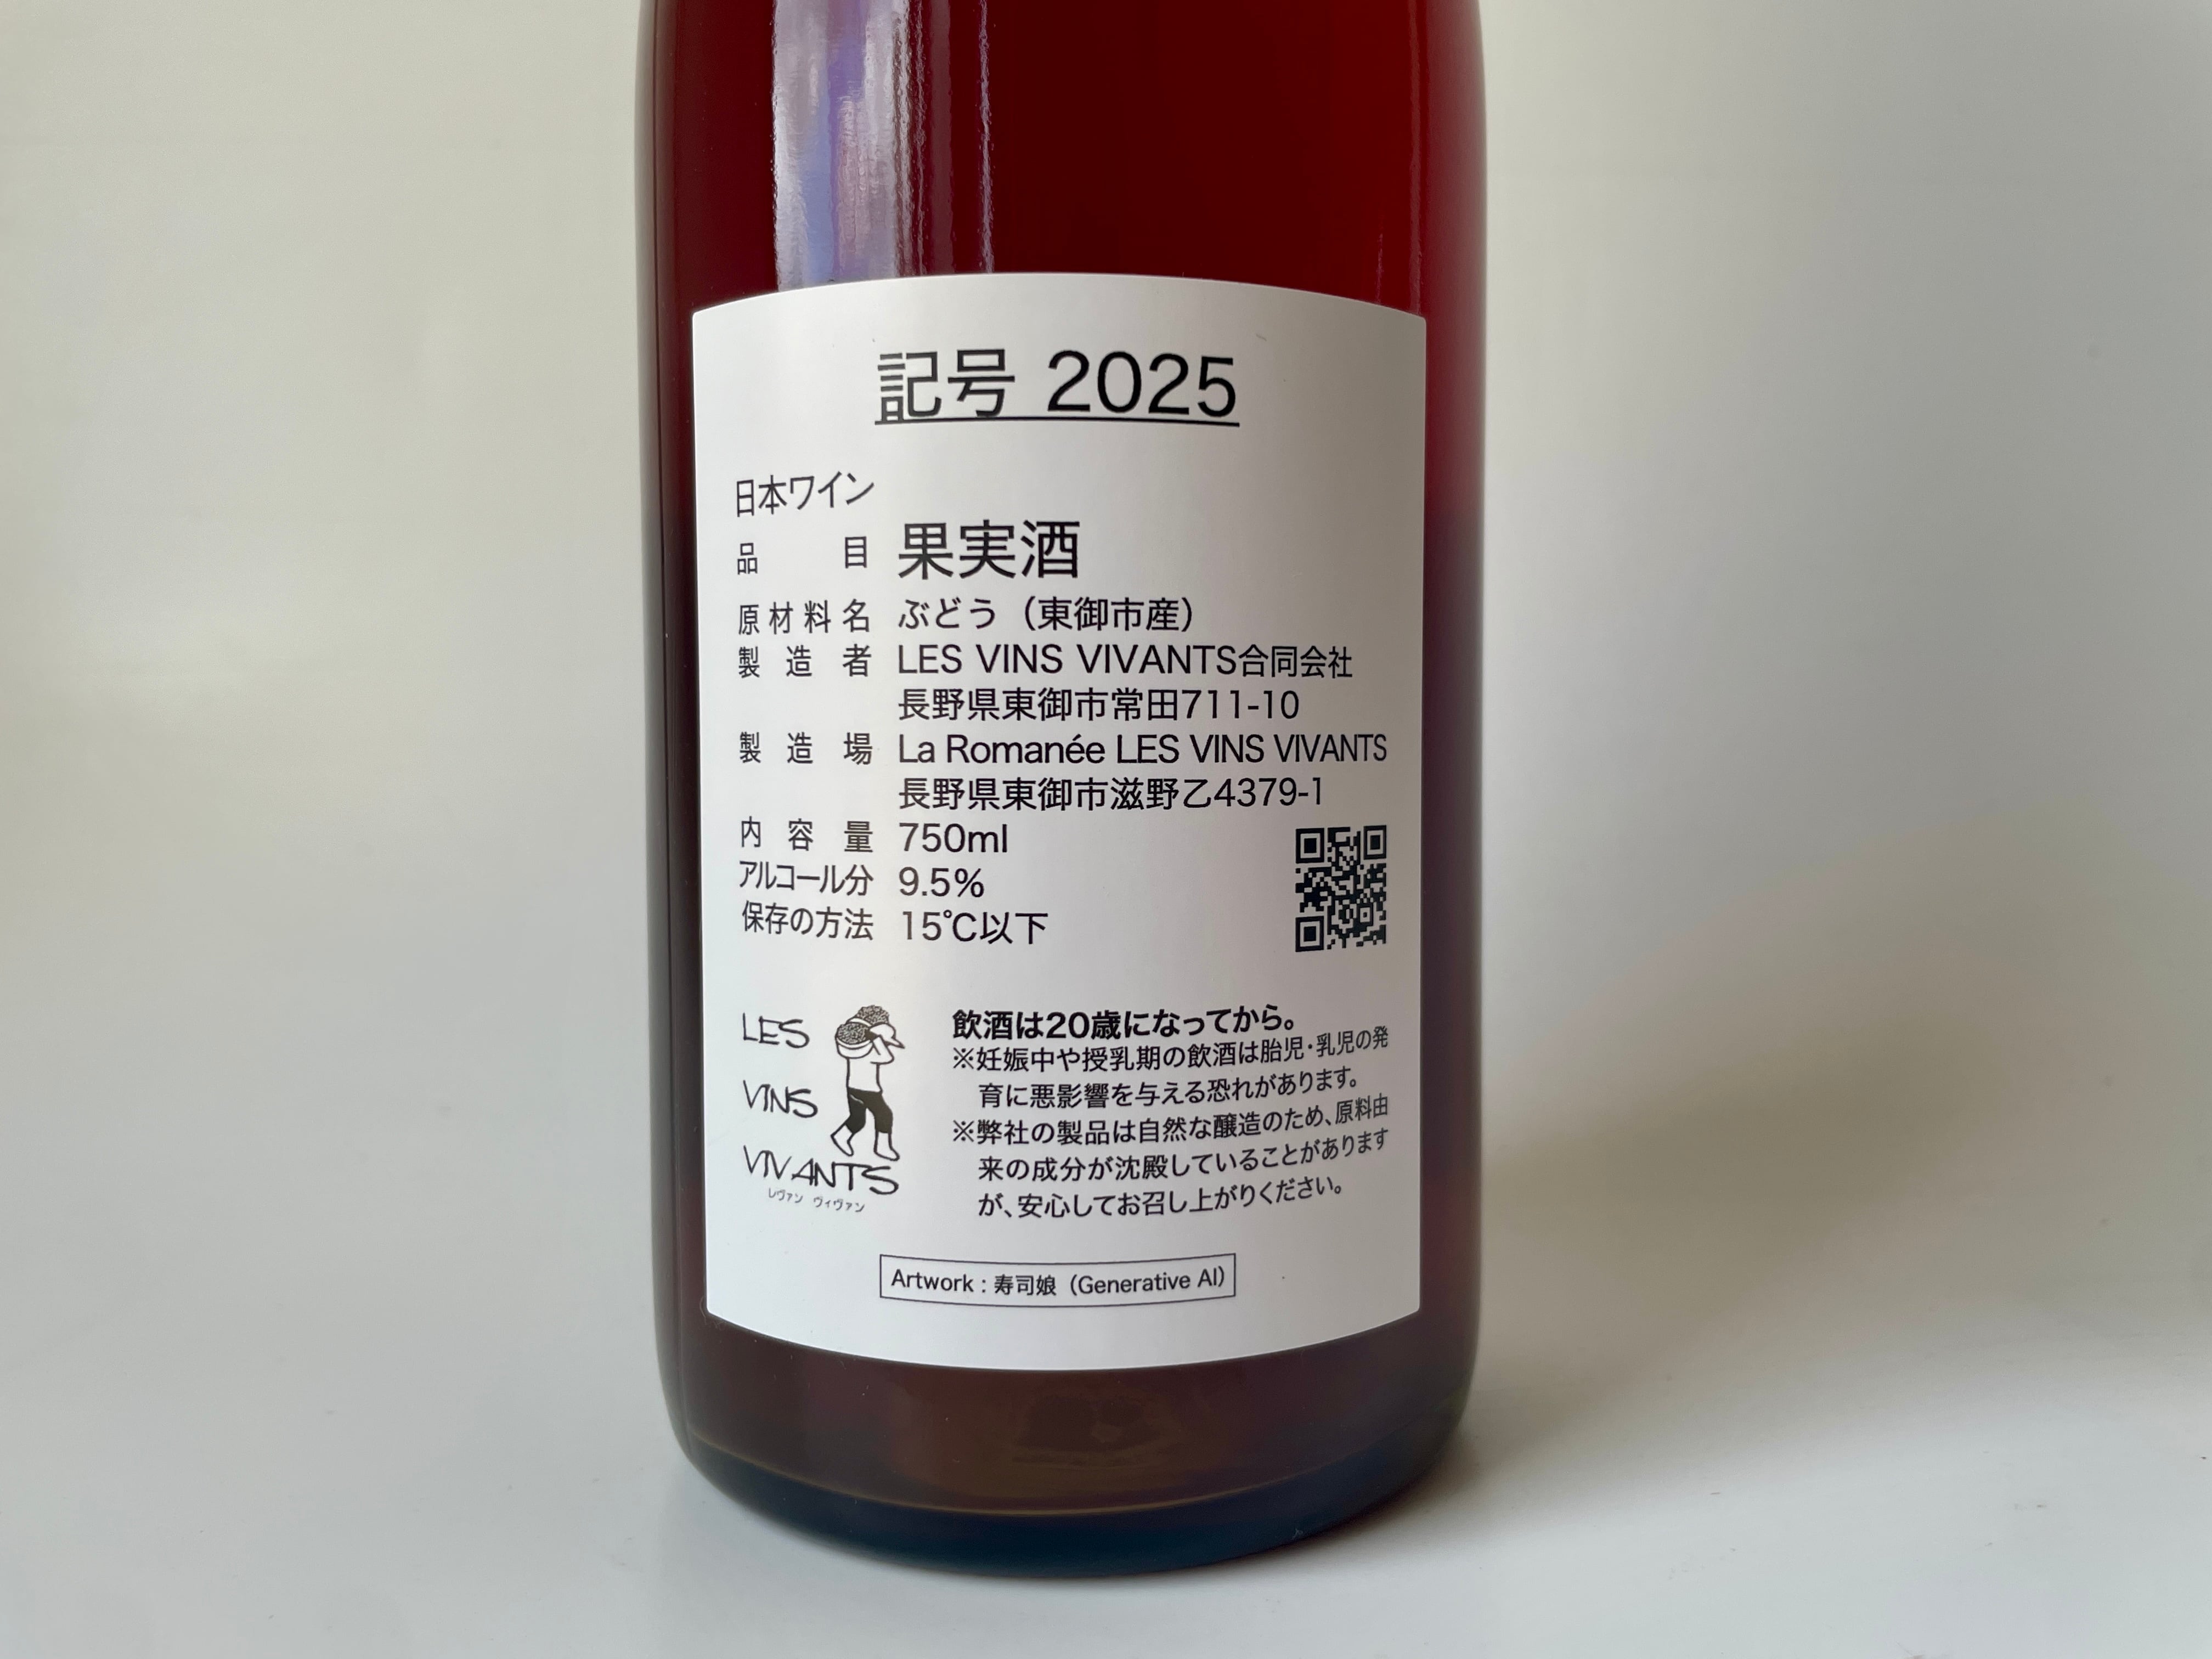 記号 2025
日本ワイン
品目 果実酒
原材料名 ぶどう（東御市産）
製造者 LES VINS VIVANTS合同会社
長野県東御市常田711-10
製造場 La Romanée LES VINS VIVANTS
長野県東御市滋野乙4379-1
内容量 750ml
アルコール分 9.5%
保存の方法 15℃以下
LES
VINS
VIVANTS
レヴァン ヴィヴァン
飲酒は20歳になってから。
※妊娠中や授乳期の飲酒は胎児・乳児の発
育に悪影響を与える恐れがあります。
※弊社の製品は自然な醸造のため、原料由
来の成分が沈殿していることがあります
が、安心してお召し上がりください。
Artwork : 寿司娘（Generative AI）